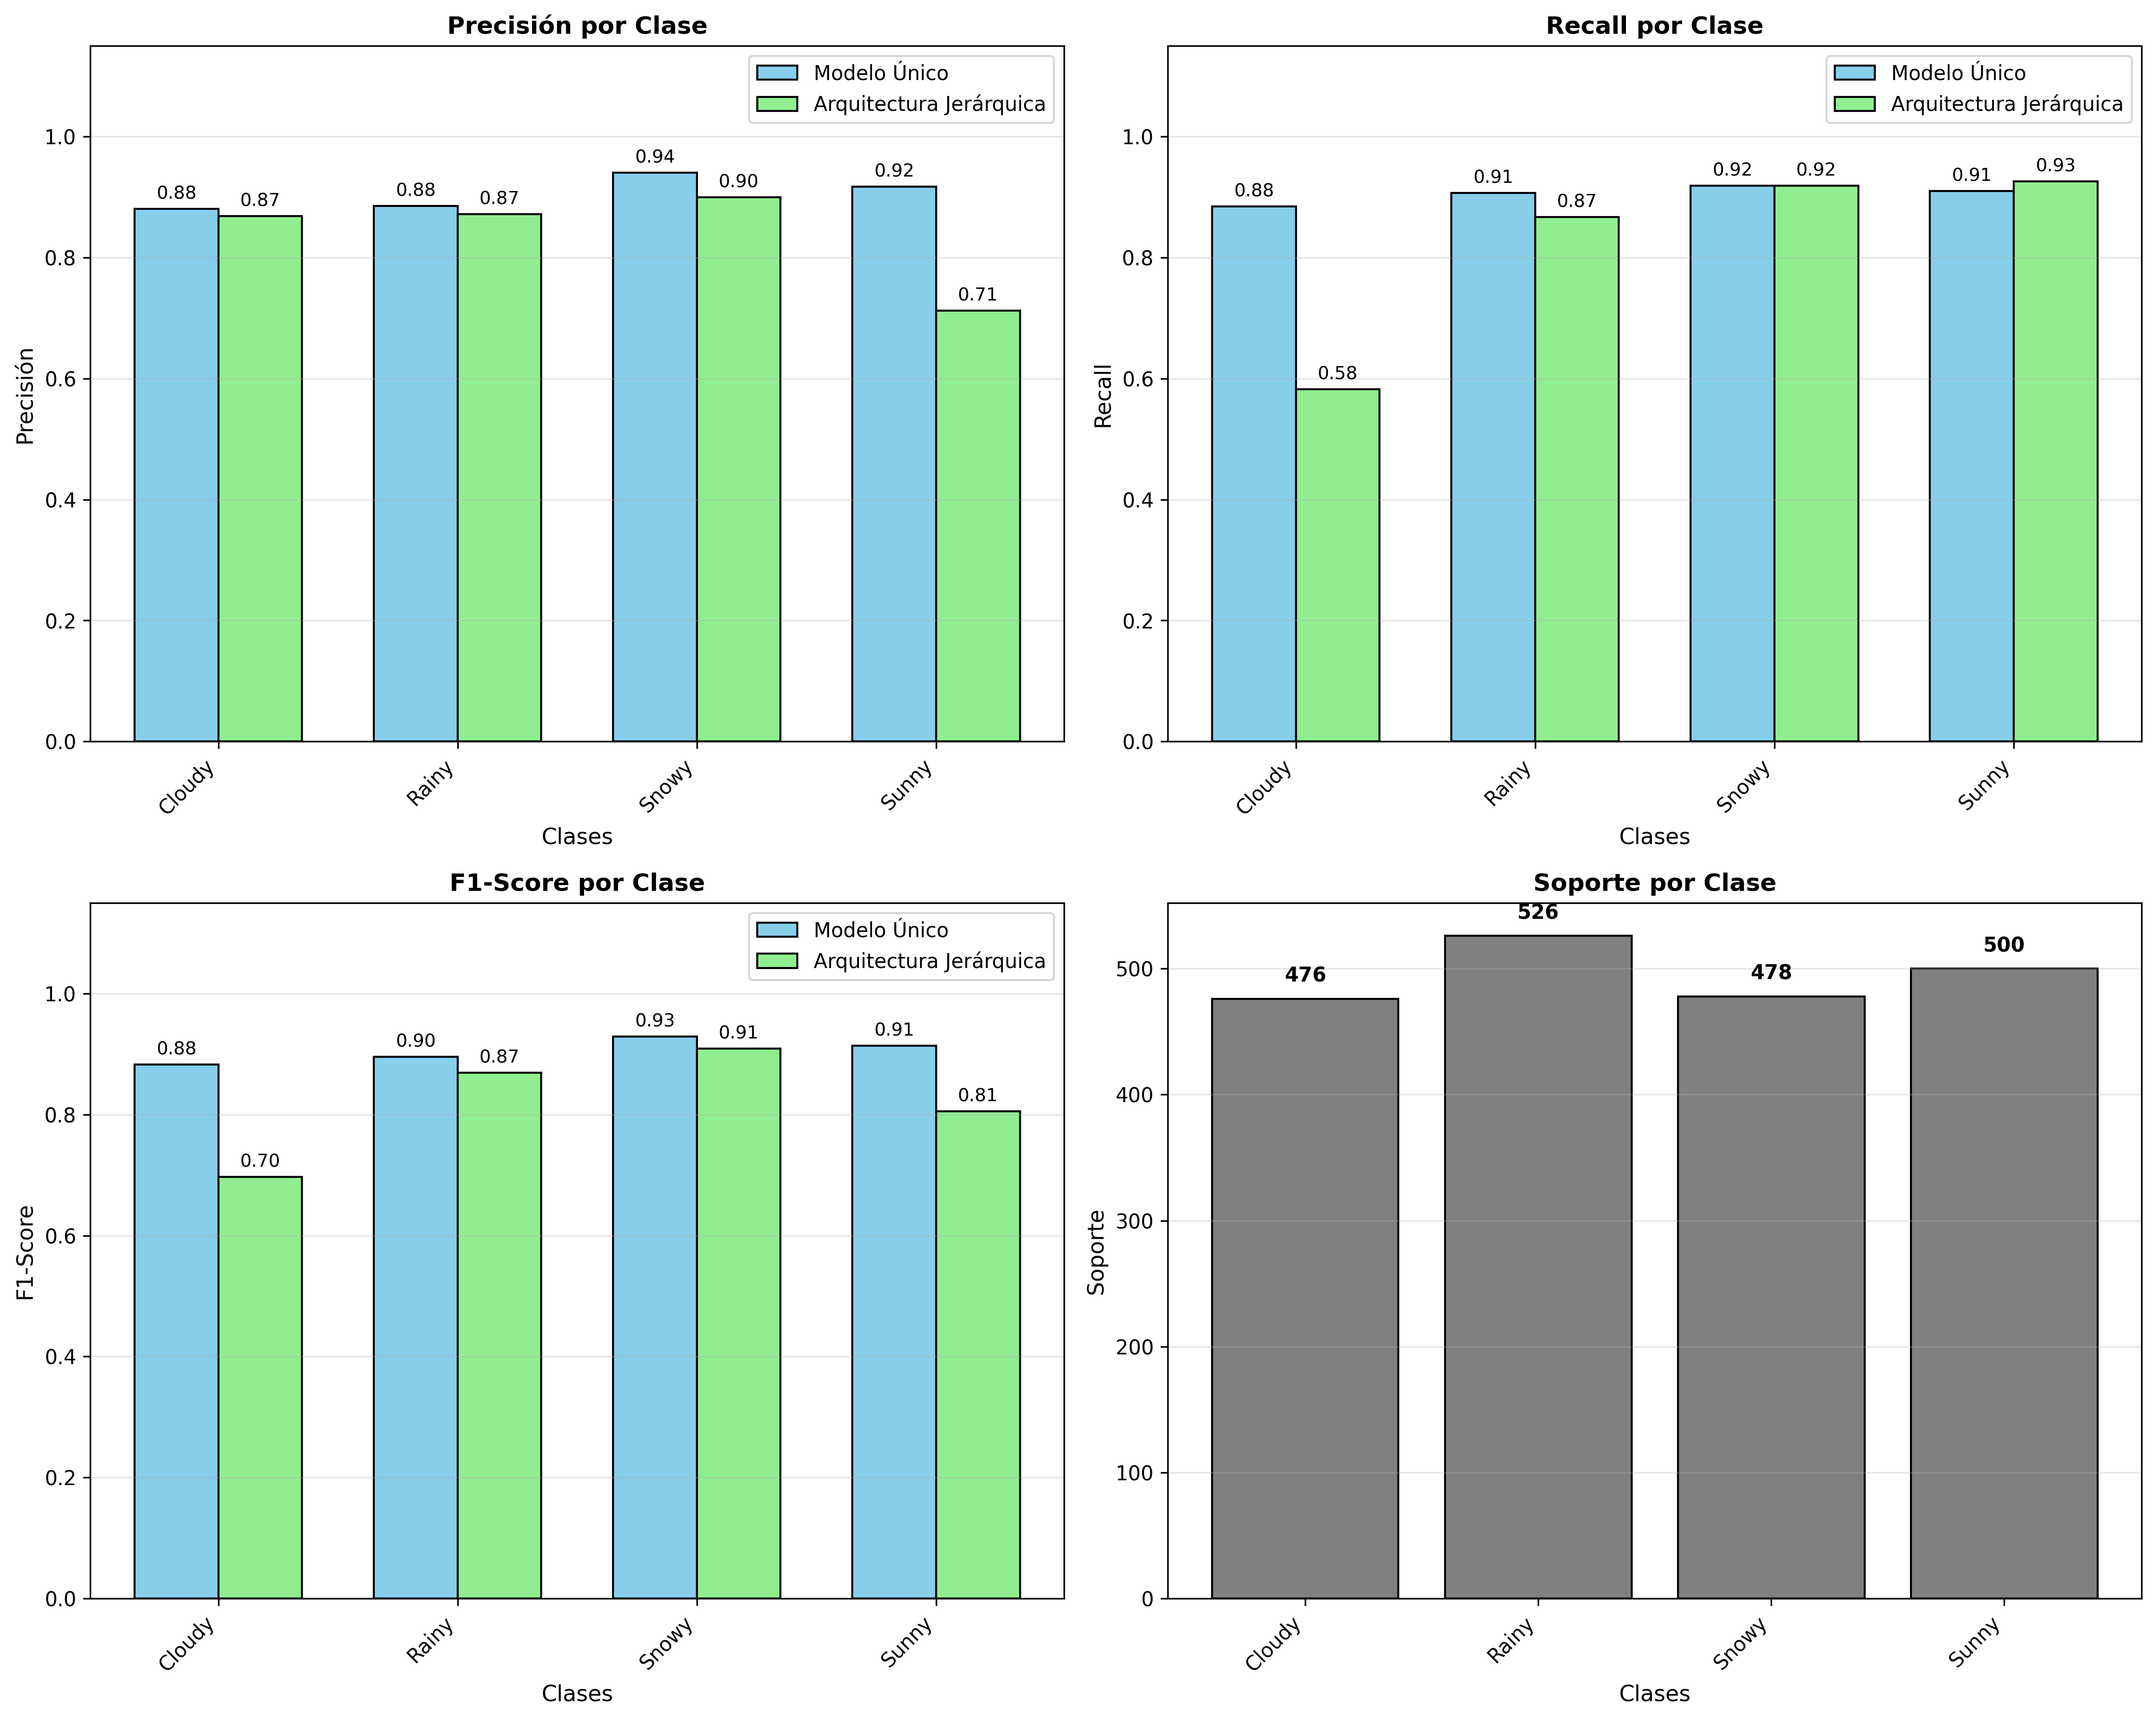 Precisión por Clase
Modelo Único
Arquitectura Jerárquica
Precisión
1.0
0.8
0.6
0.4
0.2
0.0
0.88
0.87
0.88
0.87
0.94
0.90
0.92
0.71
Cloudy
Rainy
Snowy
Sunny
Clases
Recall por Clase
Modelo Único
Arquitectura Jerárquica
Recall
1.0
0.8
0.6
0.4
0.2
0.0
0.88
0.58
0.91
0.87
0.92
0.92
0.91
0.93
Cloudy
Rainy
Snowy
Sunny
Clases
F1-Score por Clase
Modelo Único
Arquitectura Jerárquica
F1-Score
1.0
0.8
0.6
0.4
0.2
0.0
0.88
0.70
0.90
0.87
0.93
0.91
0.91
0.81
Cloudy
Rainy
Snowy
Sunny
Clases
Soporte por Clase
Soporte
500
400
300
200
100
0
476
526
478
500
Cloudy
Rainy
Snowy
Sunny
Clases